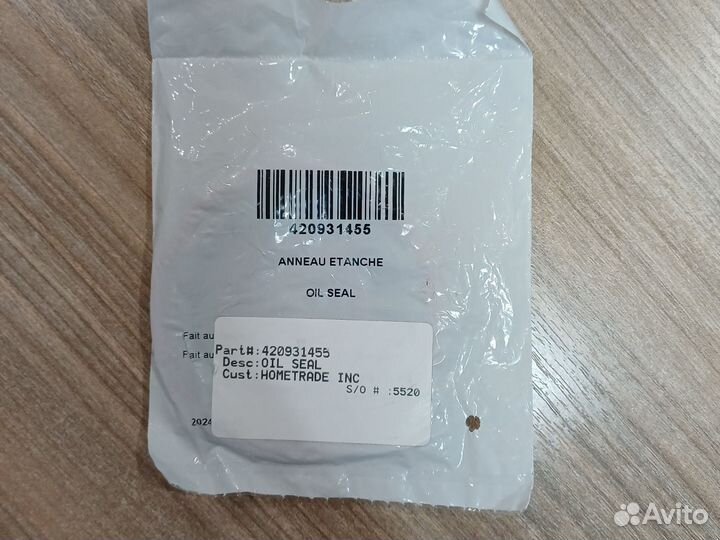 420931455
ANNEAU ETANCHE
OIL SEAL
Fait au
Fait au
Part#:420931455
Desc:OIL SEAL
Cust:HOMETRADE INC
S/O # :5520
2024
Avito